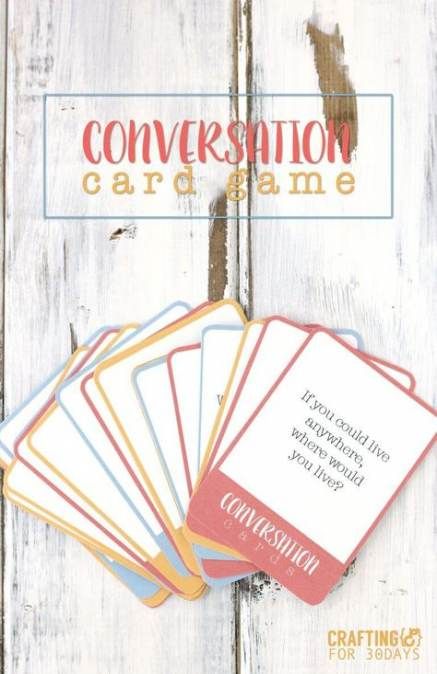 CONVERSATION
card game
If you could live
anywhere,
where would
you live?
CONVERSATION
cards
CRAFTING
FOR 30DAYS